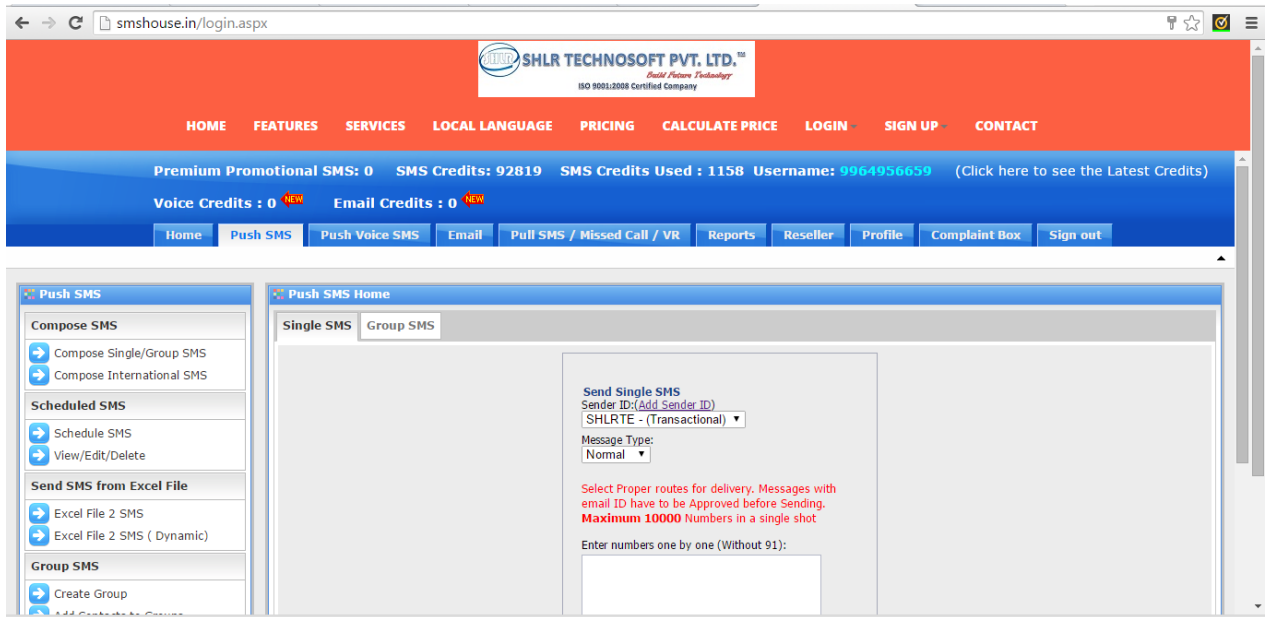 smshouse.in/login.aspx
SHLR TECHNOSOFT PVT. LTD.™
Build Future Technology
ISO 9001:2008 Certified Company
HOME FEATURES SERVICES LOCAL LANGUAGE PRICING CALCULATE PRICE LOGIN SIGN UP CONTACT
Premium Promotional SMS: 0 SMS Credits: 92819 SMS Credits Used : 1158 Username: 9964956659 (Click here to see the Latest Credits)
Voice Credits : 0 NEW Email Credits : 0 NEW
Home Push SMS Push Voice SMS Email Pull SMS / Missed Call / VR Reports Reseller Profile Complaint Box Sign out
Push SMS
Compose SMS
Compose Single/Group SMS
Compose International SMS
Scheduled SMS
Schedule SMS
View/Edit/Delete
Send SMS from Excel File
Excel File 2 SMS
Excel File 2 SMS ( Dynamic)
Group SMS
Create Group
Add Contacts to Groups
Push SMS Home
Single SMS Group SMS
Send Single SMS
Sender ID:(Add Sender ID)
SHLRTE - (Transactional)
Message Type:
Normal
Select Proper routes for delivery. Messages with
email ID have to be Approved before Sending.
Maximum 10000 Numbers in a single shot
Enter numbers one by one (Without 91):